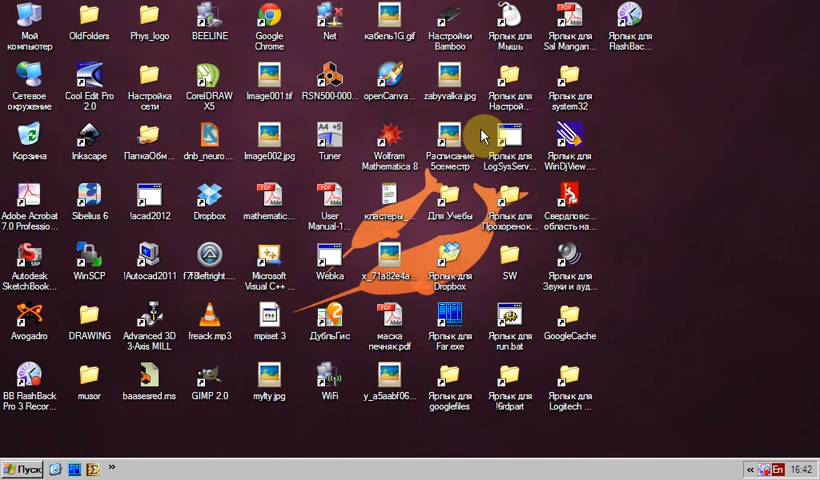 Мой компьютер
OldFolders
Phys_logo
BEELINE
Google Chrome
Net
кабель1G.gif
Настройки Bamboo
Ярлык для Мышь
Ярлык для Sal Mangan...
Ярлык для FlashBac...
Сетевое окружение
Cool Edit Pro 2.0
Настройка сети
CorelDRAW X5
Image001.tif
RSN500-000...
openCanva...
zabyvalka.jpg
Ярлык для Настрой...
Ярлык для system32
Корзина
Inkscape
ПапкаОбм...
dnb_neuro....
Image002.jpg
Tuner
Wolfram Mathematica 8
Расписание 5семестр
Ярлык для LogSysServ...
Ярлык для WinDjView....
Adobe Acrobat 7.0 Professio...
Sibelius 6
!acad2012
Dropbox
mathematic...
User Manual-1...
кластеры_...
Для Учебы
Ярлык для Прохоренок...
Свердловс... область на...
Autodesk SketchBook...
WinSCP
!Autocad2011
f7f8leftright....
Microsoft Visual C++ ...
Webka
x_71a82e4a...
Ярлык для Dropbox
SW
Ярлык для Звуки и ауд...
Avogadro
DRAWING
Advanced 3D 3-Axis MILL
freack.mp3
mpiset 3
ДубльГис
маска печняк.pdf
Ярлык для Far.exe
Ярлык для run.bat
GoogleCache
BB FlashBack Pro 3 Recor...
musor
baasesred.ms
GIMP 2.0
mylty.jpg
WiFi
y_a5aabf06...
Ярлык для googlefiles
Ярлык для !6rdpart
Ярлык для Logitech ...
Пуск
En
16:42